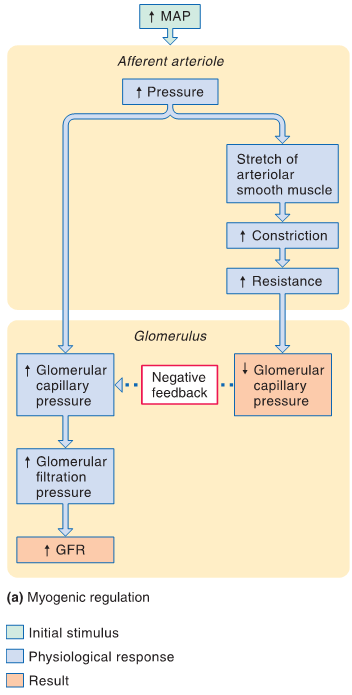 ↑ MAP
Afferent arteriole
↑ Pressure
Stretch of
arteriolar
smooth muscle
↑ Constriction
↑ Resistance
Glomerulus
↑ Glomerular
capillary
pressure
Negative
feedback
↓ Glomerular
capillary
pressure
↑ Glomerular
filtration
pressure
↑ GFR
(a) Myogenic regulation
Initial stimulus
Physiological response
Result